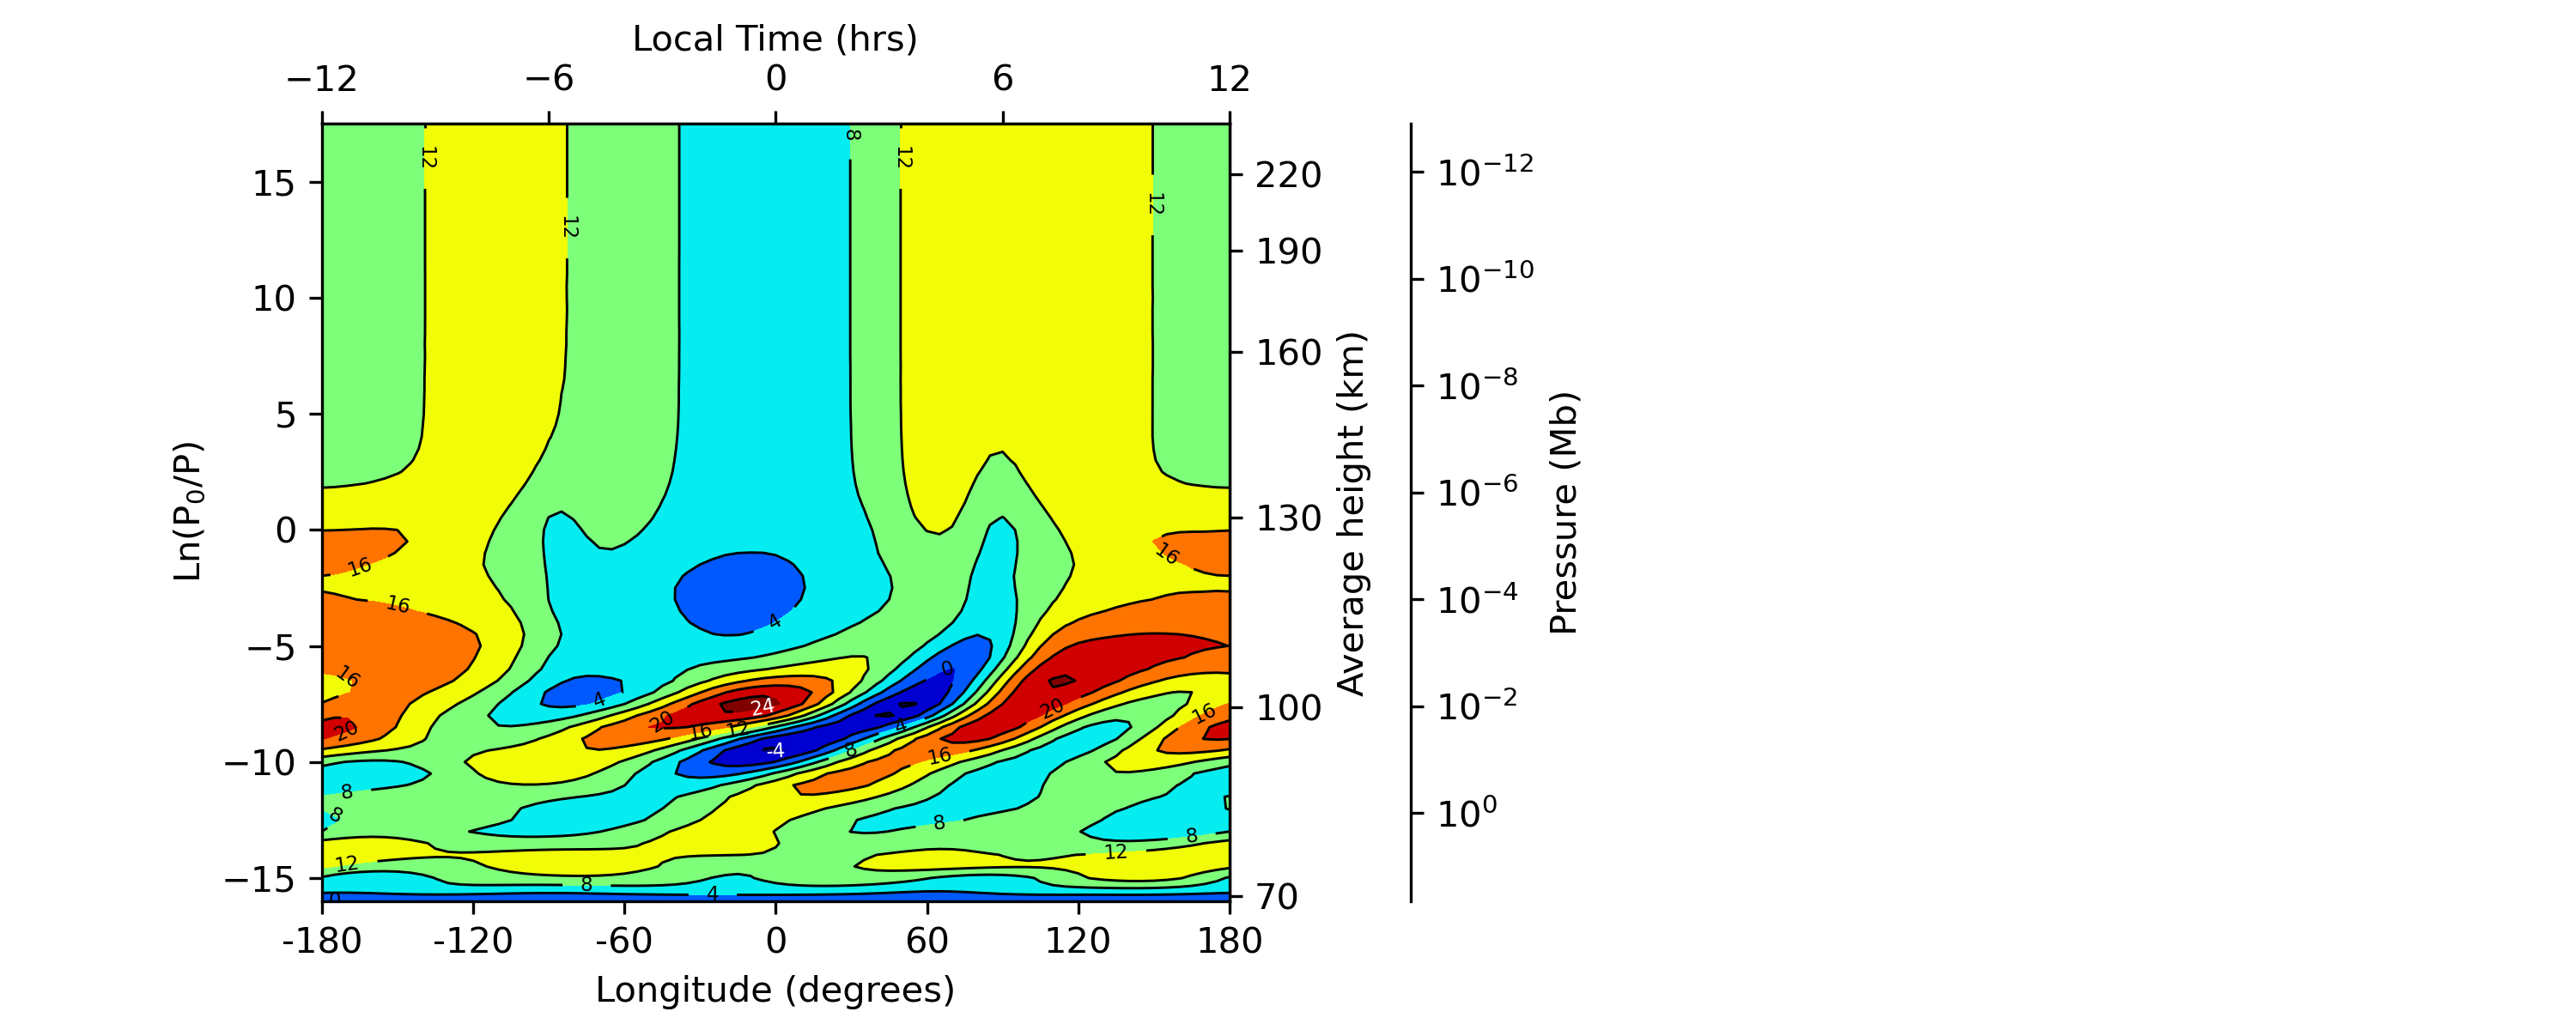 Local Time (hrs)
−12 −6 0 6 12
15
10
5
0
−5
−10
−15
Ln(P₀/P)
220
190
160
130
100
70
Average height (km)
10⁻¹²
10⁻¹⁰
10⁻⁸
10⁻⁶
10⁻⁴
10⁻²
10⁰
Pressure (Mb)
12 8 12
12 12
16 16
16
4
16 0
4 24 20 16
20 20 16 12 4
-4 8 16
8
8 8 8
12 12
8 4
0
-180 -120 -60 0 60 120 180
Longitude (degrees)